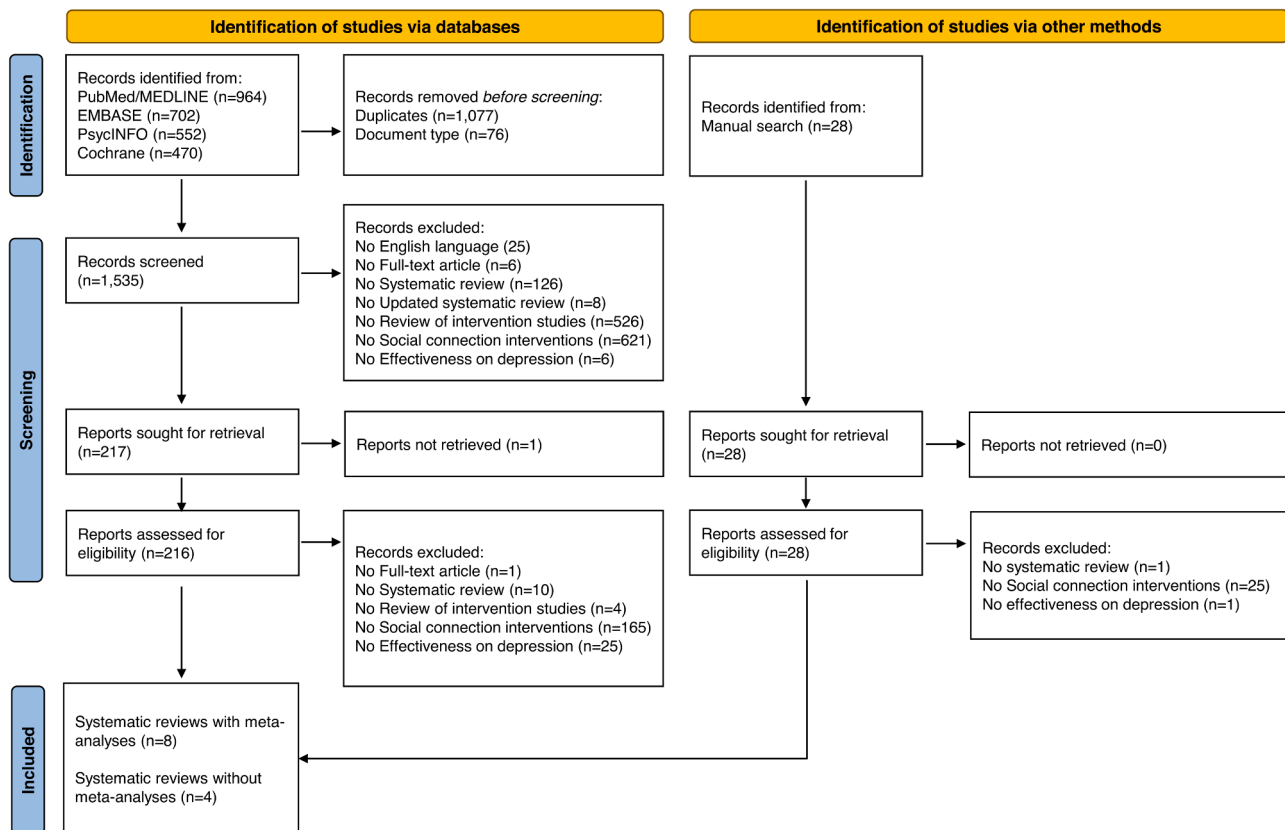 Identification of studies via databases
Identification of studies via other methods
Identification
Records identified from:
PubMed/MEDLINE (n=964)
EMBASE (n=702)
PsycINFO (n=552)
Cochrane (n=470)
Records removed before screening:
Duplicates (n=1,077)
Document type (n=76)
Records identified from:
Manual search (n=28)
Screening
Records screened
(n=1,535)
Records excluded:
No English language (25)
No Full-text article (n=6)
No Systematic review (n=126)
No Updated systematic review (n=8)
No Review of intervention studies (n=526)
No Social connection interventions (n=621)
No Effectiveness on depression (n=6)
Reports sought for retrieval
(n=217)
Reports not retrieved (n=1)
Reports sought for retrieval
(n=28)
Reports not retrieved (n=0)
Reports assessed for
eligibility (n=216)
Records excluded:
No Full-text article (n=1)
No Systematic review (n=10)
No Review of intervention studies (n=4)
No Social connection interventions (n=165)
No Effectiveness on depression (n=25)
Reports assessed for
eligibility (n=28)
Records excluded:
No systematic review (n=1)
No Social connection interventions (n=25)
No effectiveness on depression (n=1)
Included
Systematic reviews with meta-
analyses (n=8)
Systematic reviews without
meta-analyses (n=4)